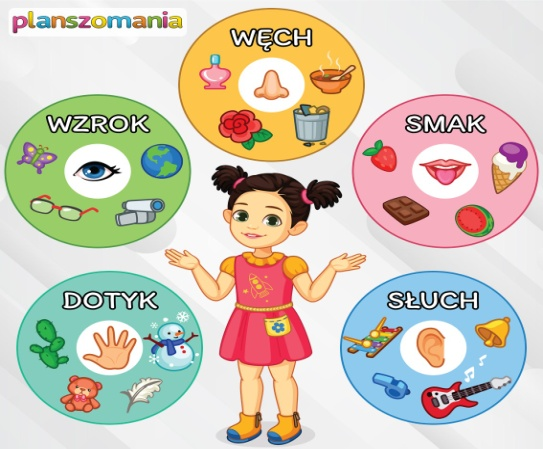 planszomania
WĘCH
WZROK
SMAK
DOTYK
SŁUCH